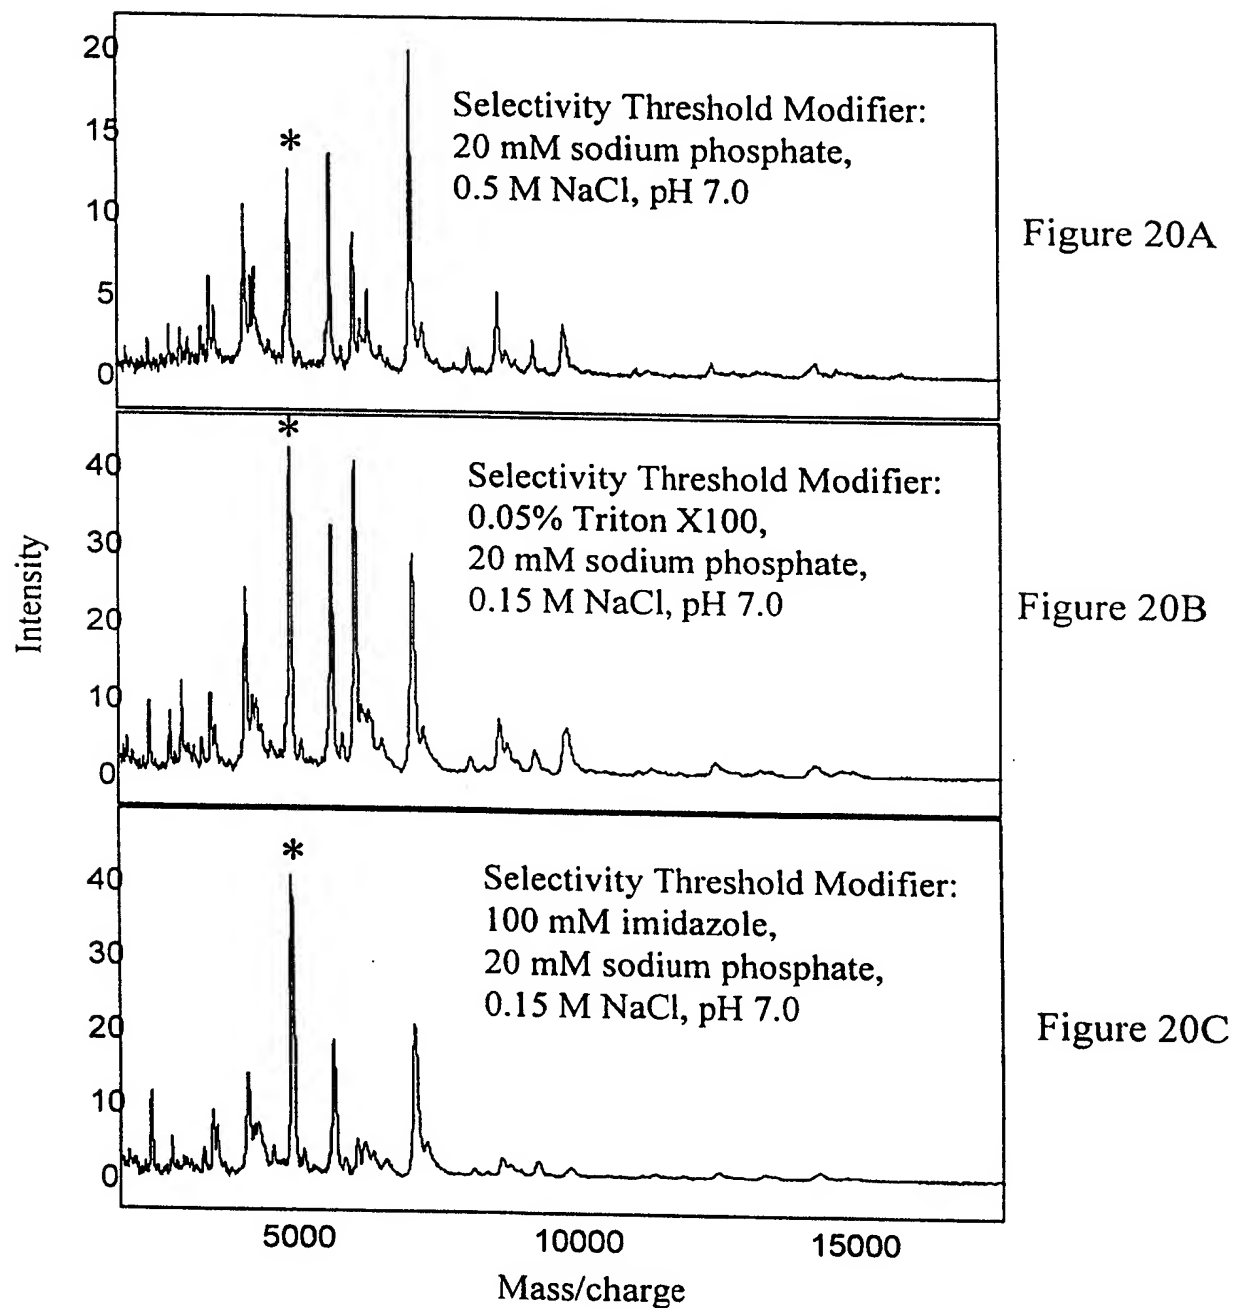 20
15
10
5
0
*
Selectivity Threshold Modifier:
20 mM sodium phosphate,
0.5 M NaCl, pH 7.0
Figure 20A
40
30
20
10
0
*
Selectivity Threshold Modifier:
0.05% Triton X100,
20 mM sodium phosphate,
0.15 M NaCl, pH 7.0
Figure 20B
Intensity
40
30
20
10
0
*
Selectivity Threshold Modifier:
100 mM imidazole,
20 mM sodium phosphate,
0.15 M NaCl, pH 7.0
Figure 20C
5000
10000
15000
Mass/charge